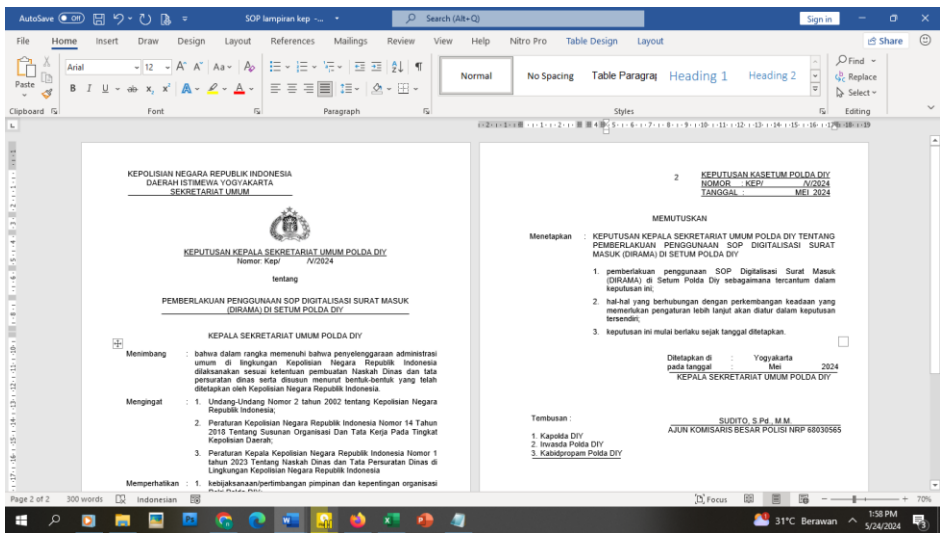 AutoSave Off SOP lampiran kep -... Search (Alt+Q) Sign in
File Home Insert Draw Design Layout References Mailings Review View Help Nitro Pro Table Design Layout Share
Paste
Arial 12
Normal No Spacing Table Paragrap Heading 1 Heading 2
Find
Replace
Select
Clipboard Font Paragraph Styles Editing
KEPOLISIAN NEGARA REPUBLIK INDONESIA
DAERAH ISTIMEWA YOGYAKARTA
SEKRETARIAT UMUM
KEPUTUSAN KEPALA SEKRETARIAT UMUM POLDA DIY
Nomor: Kep/ /V/2024
tentang
PEMBERLAKUAN PENGGUNAAN SOP DIGITALISASI SURAT MASUK
(DIRAMA) DI SETUM POLDA DIY
KEPALA SEKRETARIAT UMUM POLDA DIY
Menimbang : bahwa dalam rangka memenuhi bahwa penyelenggaraan administrasi
umum di lingkungan Kepolisian Negara Republik Indonesia
dilaksanakan sesuai ketentuan pembuatan Naskah Dinas dan tata
persuratan dinas serta disusun menurut bentuk-bentuk yang telah
ditetapkan oleh Kepolisian Negara Republik Indonesia.
Mengingat : 1. Undang-Undang Nomor 2 tahun 2002 tentang Kepolisian Negara
Republik Indonesia;
2. Peraturan Kepolisian Negara Republik Indonesia Nomor 14 Tahun
2018 Tentang Susunan Organisasi Dan Tata Kerja Pada Tingkat
Kepolisian Daerah;
3. Peraturan Kepala Kepolisian Negara Republik Indonesia Nomor 1
tahun 2023 Tentang Naskah Dinas dan Tata Persuratan Dinas di
Lingkungan Kepolisian Negara Republik Indonesia
Memperhatikan : 1. kebijaksanaan/pertimbangan pimpinan dan kepentingan organisasi
2 KEPUTUSAN KASETUM POLDA DIY
NOMOR : KEP/ /V/2024
TANGGAL : MEI 2024
MEMUTUSKAN
Menetapkan : KEPUTUSAN KEPALA SEKRETARIAT UMUM POLDA DIY TENTANG
PEMBERLAKUAN PENGGUNAAN SOP DIGITALISASI SURAT
MASUK (DIRAMA) DI SETUM POLDA DIY
1. pemberlakuan penggunaan SOP Digitalisasi Surat Masuk
(DIRAMA) di Setum Polda Diy sebagaimana tercantum dalam
keputusan ini;
2. hal-hal yang berhubungan dengan perkembangan keadaan yang
memerlukan pengaturan lebih lanjut akan diatur dalam keputusan
tersendiri;
3. keputusan ini mulai berlaku sejak tanggal ditetapkan.
Ditetapkan di : Yogyakarta
pada tanggal : Mei 2024
KEPALA SEKRETARIAT UMUM POLDA DIY
Tembusan :
1. Kapolda DIY
2. Irwasda Polda DIY
3. Kabidpropam Polda DIY
SUDITO, S.Pd., M.M.
AJUN KOMISARIS BESAR POLISI NRP 68030565
Page 2 of 2 300 words Indonesian Focus 70%
31°C Berawan 1:58 PM
5/24/2024